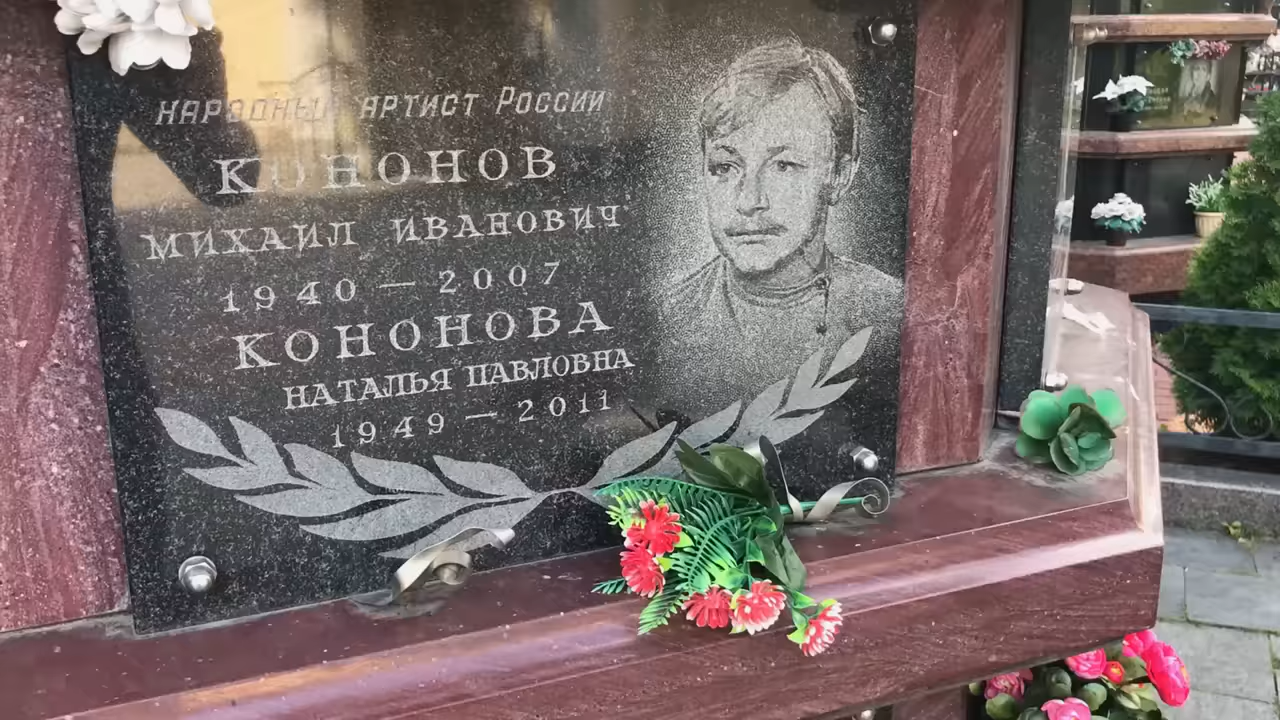 НАРОДНЫЙ АРТИСТ РОССИИ
КОНОНОВ
МИХАИЛ ИВАНОВИЧ
1940 — 2007
КОНОНОВА
НАТАЛЬЯ ПАВЛОВНА
1949 — 2011